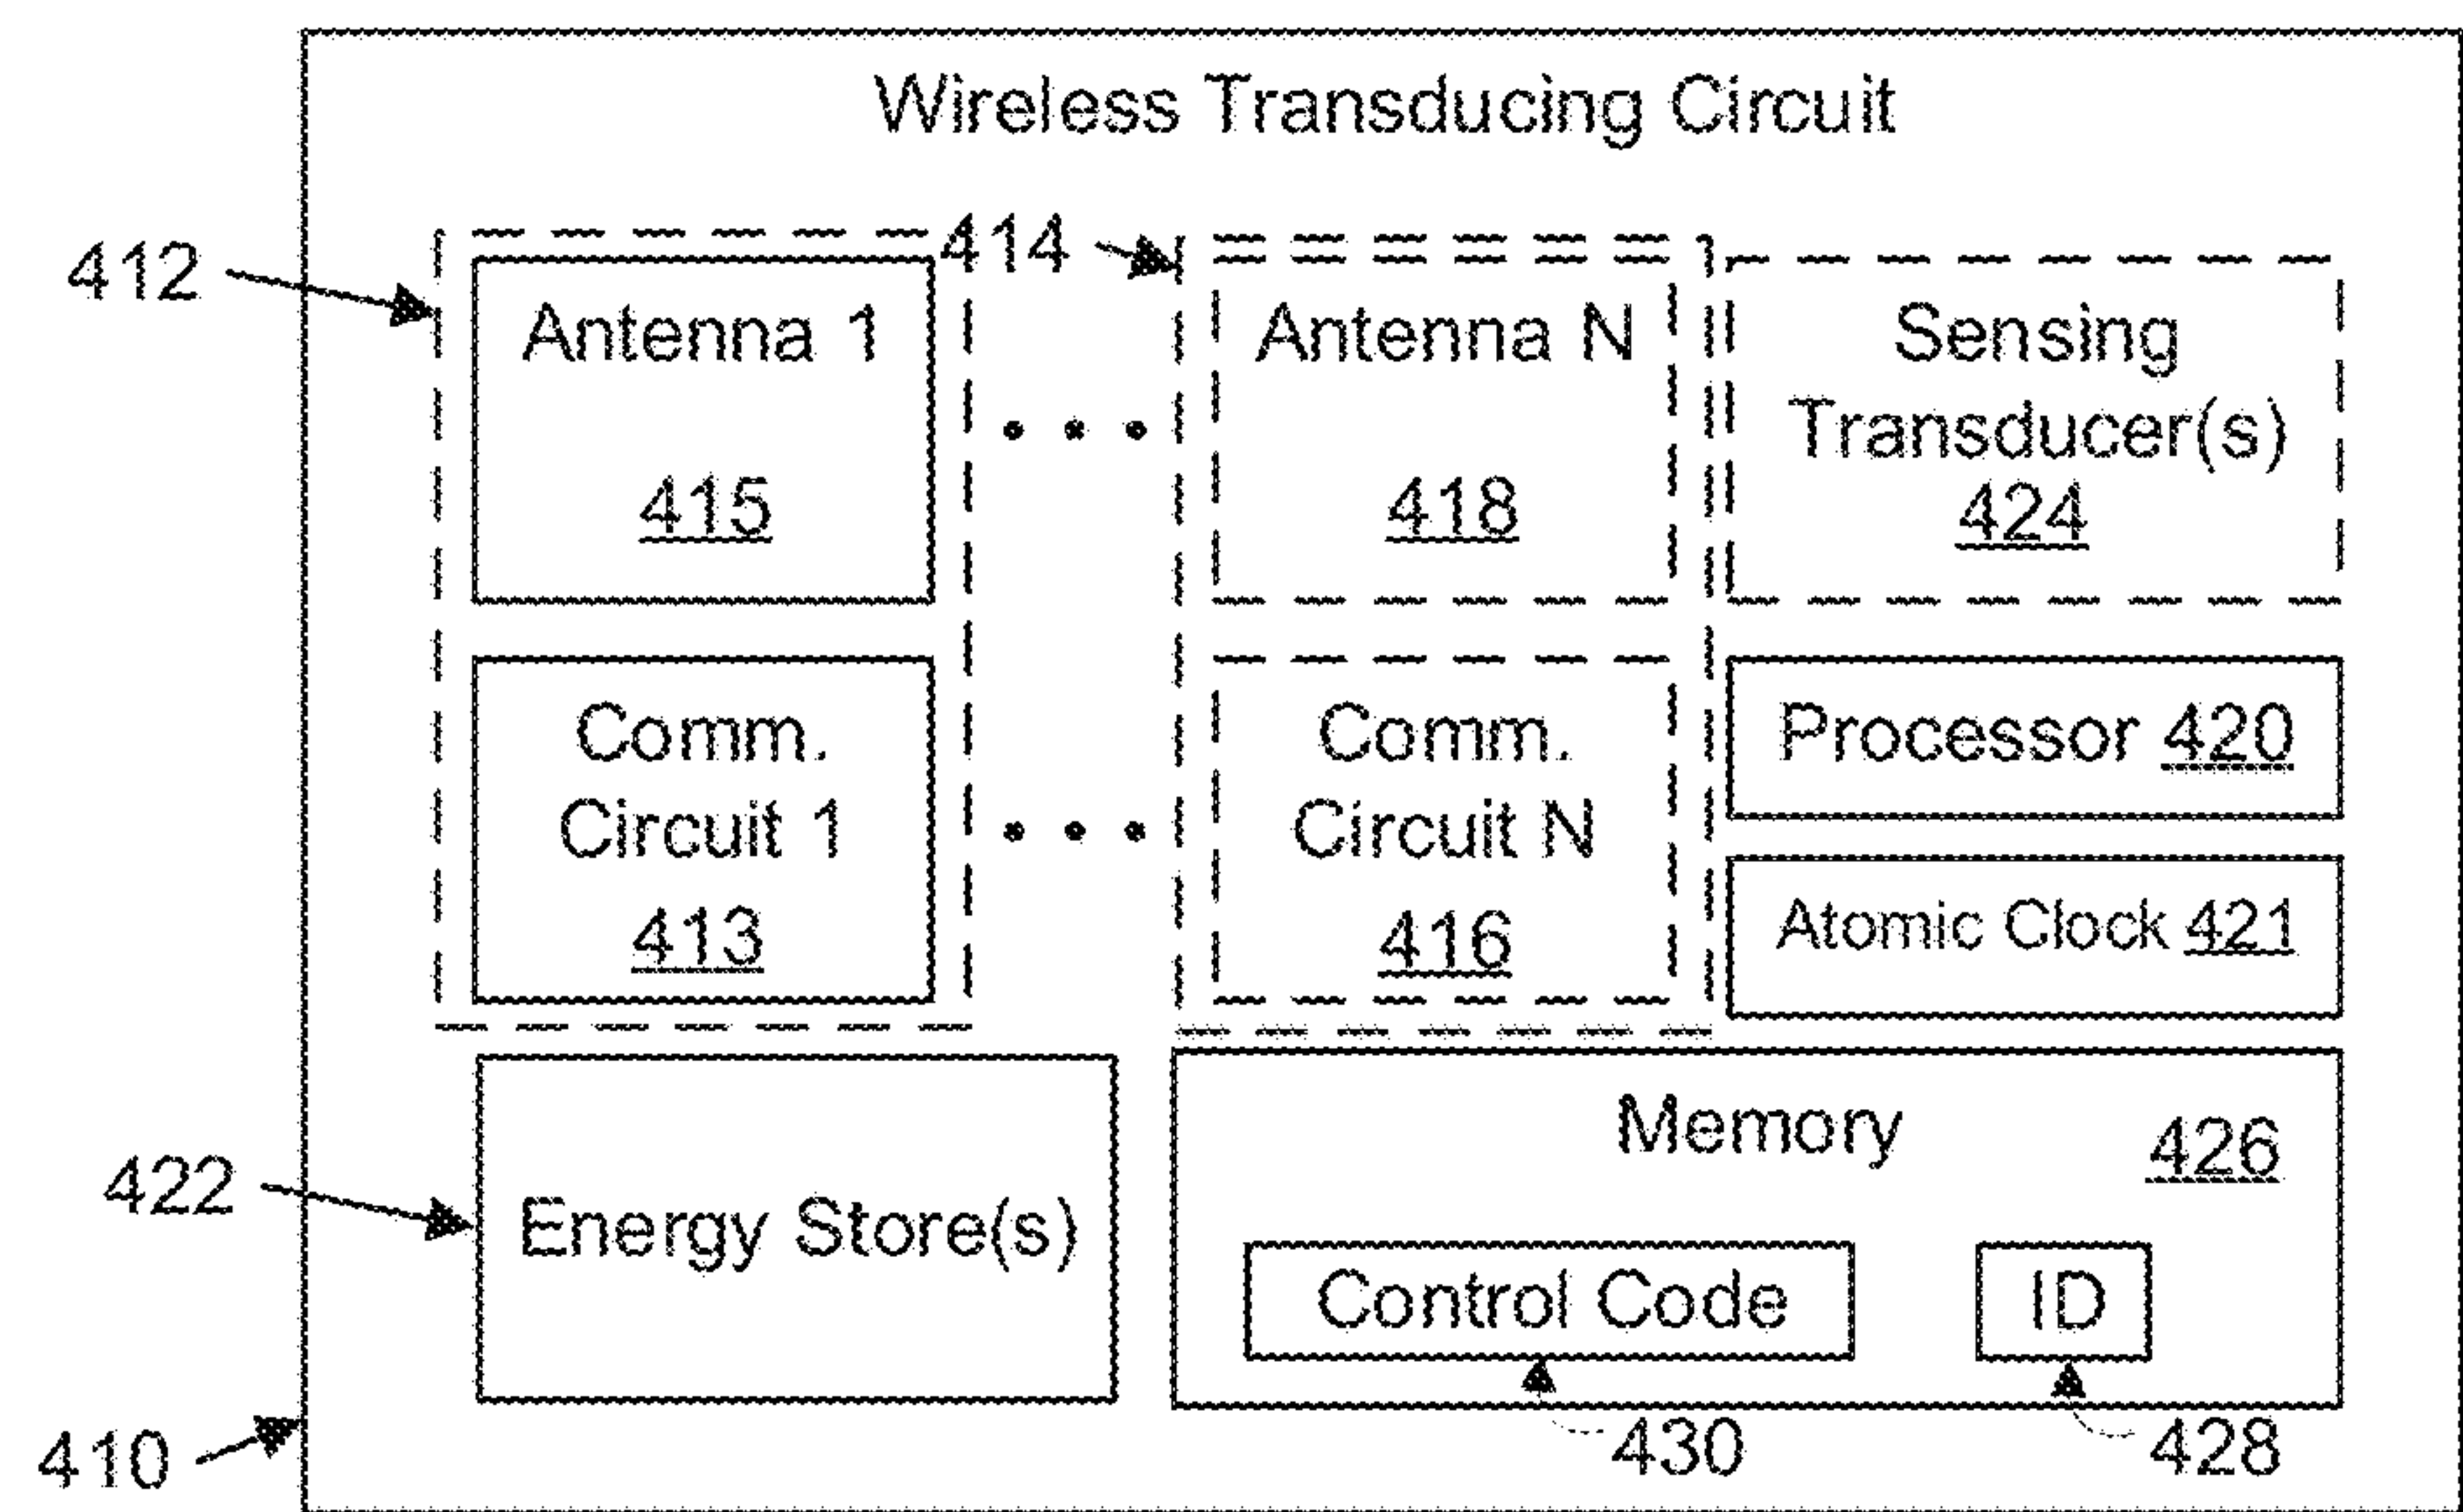 Wireless Transducing Circuit
412
414
Antenna 1
415
Antenna N
418
Sensing
Transducer(s)
424
Comm.
Circuit 1
413
Comm.
Circuit N
416
Processor 420
Atomic Clock 421
422
Energy Store(s)
Memory
426
Control Code
ID
410
430
428